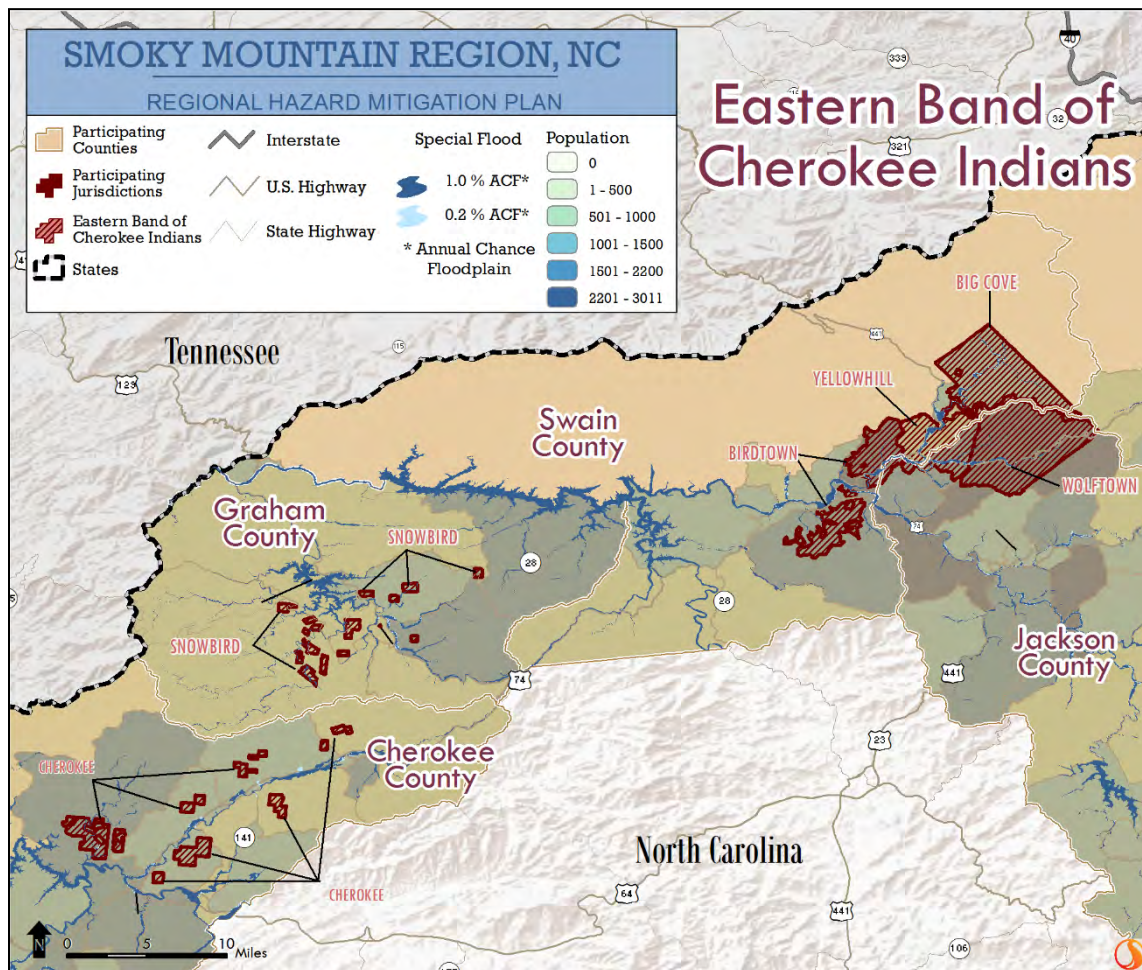 SMOKY MOUNTAIN REGION, NC
REGIONAL HAZARD MITIGATION PLAN
Participating
Counties
Participating
Jurisdictions
Eastern Band of
Cherokee Indians
States
Interstate
U.S. Highway
State Highway
Special Flood
1.0 % ACF*
0.2 % ACF*
* Annual Chance
Floodplain
Population
0
1 - 500
501 - 1000
1001 - 1500
1501 - 2200
2201 - 3011
Eastern Band of
Cherokee Indians
40
339
32
321
BIG COVE
441
Tennessee
115
129
YELLOWHILL
Swain
County
BIRDTOWN
WOLFTOWN
Graham
County
SNOWBIRD
74
28
28
SNOWBIRD
Jackson
County
441
74
23
Cherokee
County
CHEROKEE
141
North Carolina
CHEROKEE
64
441
106
N
0 5 10
Miles